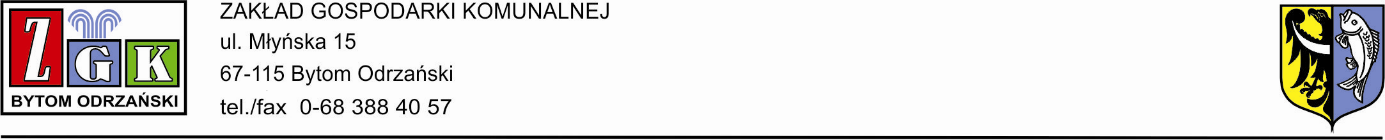 ZGK
BYTOM ODRZAŃSKI
ZAKŁAD GOSPODARKI KOMUNALNEJ
ul. Młyńska 15
67-115 Bytom Odrzański
tel./fax 0-68 388 40 57